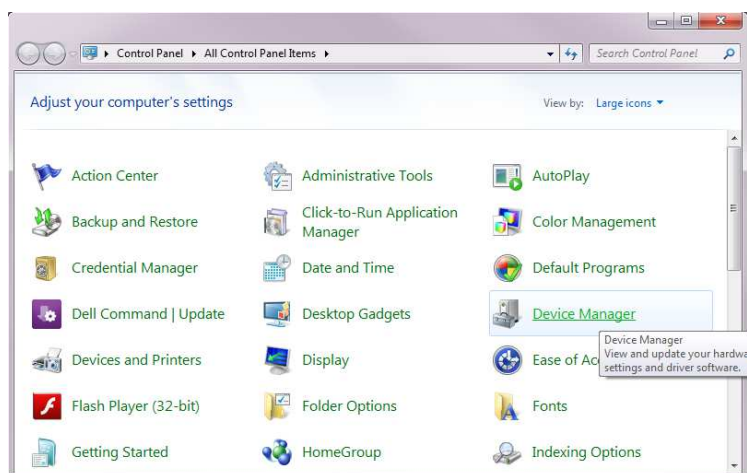 Control Panel ▸ All Control Panel Items ▸
Search Control Panel
Adjust your computer's settings
View by: Large icons
Action Center
Administrative Tools
AutoPlay
Backup and Restore
Click-to-Run Application
Manager
Color Management
Credential Manager
Date and Time
Default Programs
Dell Command | Update
Desktop Gadgets
Device Manager
Device Manager
View and update your hardwa
settings and driver software.
Devices and Printers
Display
Ease of Ac
Flash Player (32-bit)
Folder Options
Fonts
Getting Started
HomeGroup
Indexing Options